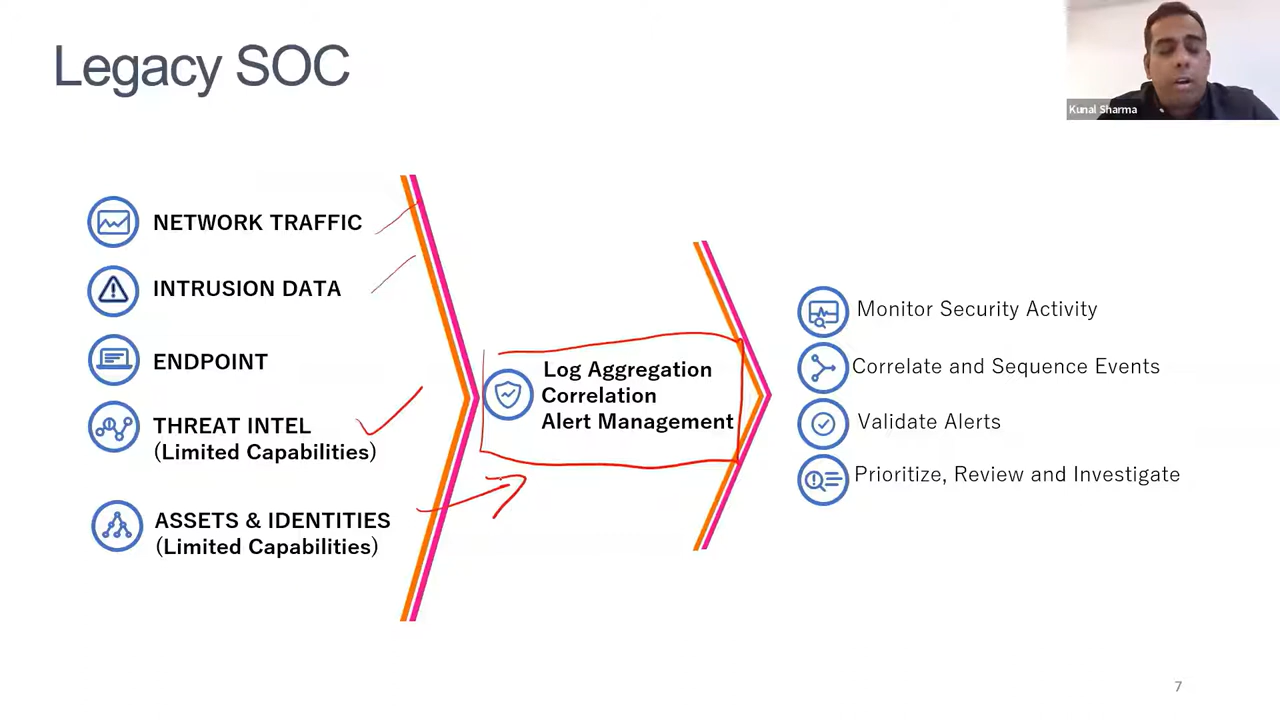 Legacy SOC
Kunal Sharma
NETWORK TRAFFIC
INTRUSION DATA
ENDPOINT
THREAT INTEL
(Limited Capabilities)
ASSETS & IDENTITIES
(Limited Capabilities)
Log Aggregation
Correlation
Alert Management
Monitor Security Activity
Correlate and Sequence Events
Validate Alerts
Prioritize, Review and Investigate
7